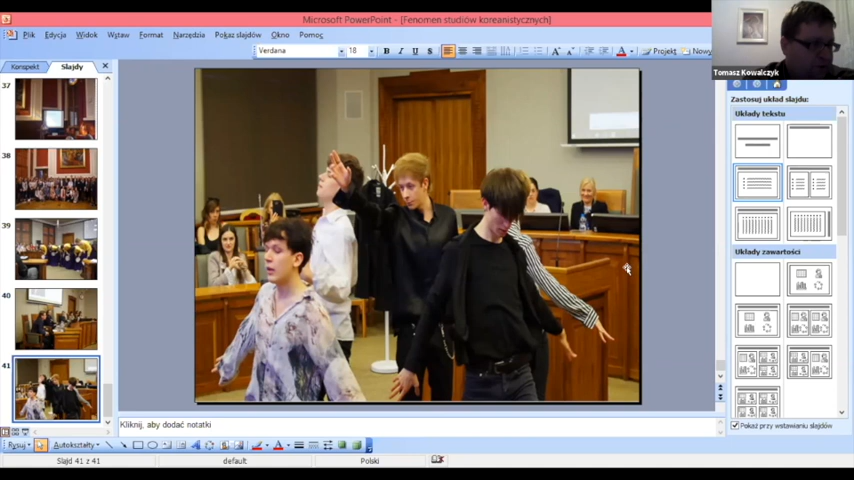 Microsoft PowerPoint - [Fenomen studiów koreanistycznych]
Plik Edycja Widok Wstaw Format Narzędzia Pokaz slajdów Okno Pomoc
Verdana 18 B I U S A A A Projekt Nowy
Konspekt Slajdy
37
38
39
40
41
Tomasz Kowalczyk
Zastosuj układ slajdu:
Układy tekstu
Układy zawartości
Pokaż przy wstawianiu slajdów
Kliknij, aby dodać notatki
Rysuj Autokształty
Slajd 41 z 41 default Polski